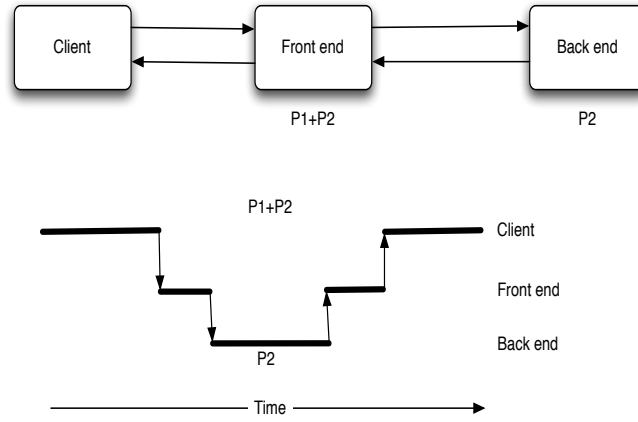 Client
Front end
Back end
P1+P2
P2
P1+P2
Client
Front end
Back end
P2
Time